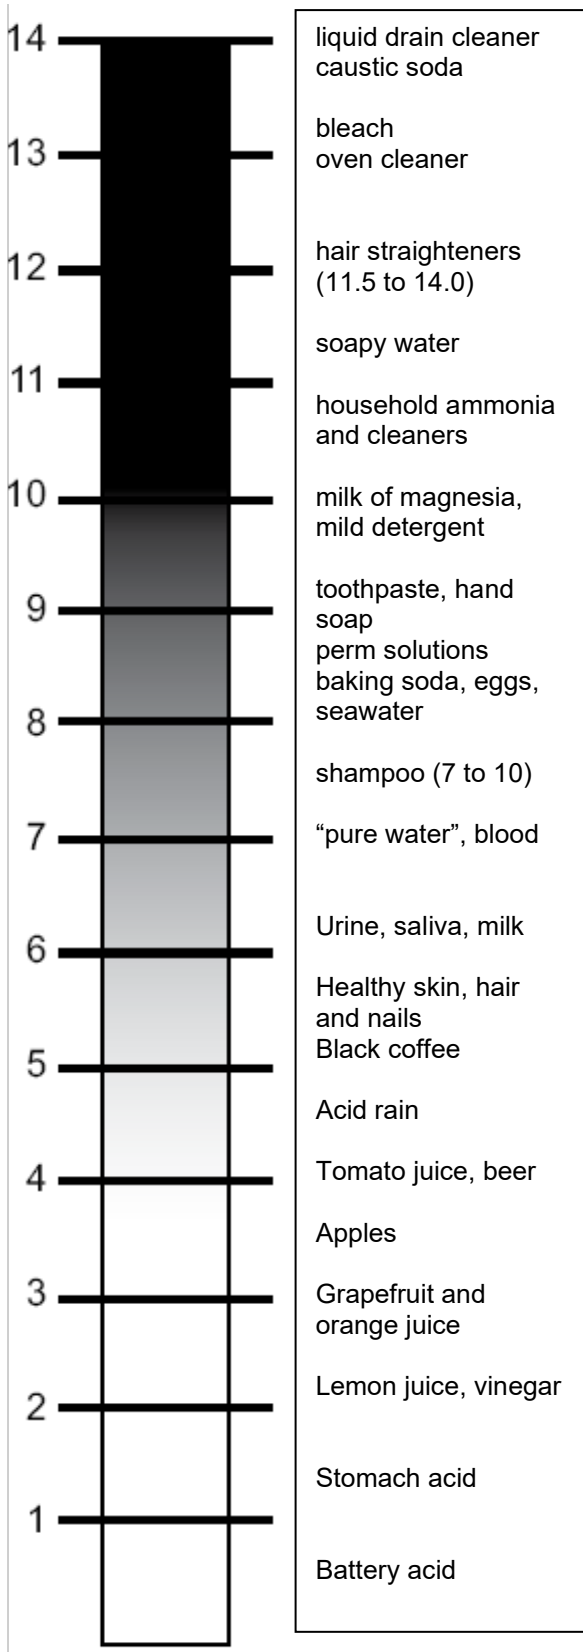 14
liquid drain cleaner
caustic soda
bleach
13
oven cleaner
hair straighteners
12
(11.5 to 14.0)
soapy water
11
household ammonia
and cleaners
10
milk of magnesia,
mild detergent
toothpaste, hand
9
soap
perm solutions
baking soda, eggs,
8
seawater
shampoo (7 to 10)
7
“pure water”, blood
Urine, saliva, milk
6
Healthy skin, hair
and nails
Black coffee
5
Acid rain
4
Tomato juice, beer
Apples
3
Grapefruit and
orange juice
Lemon juice, vinegar
2
Stomach acid
1
Battery acid